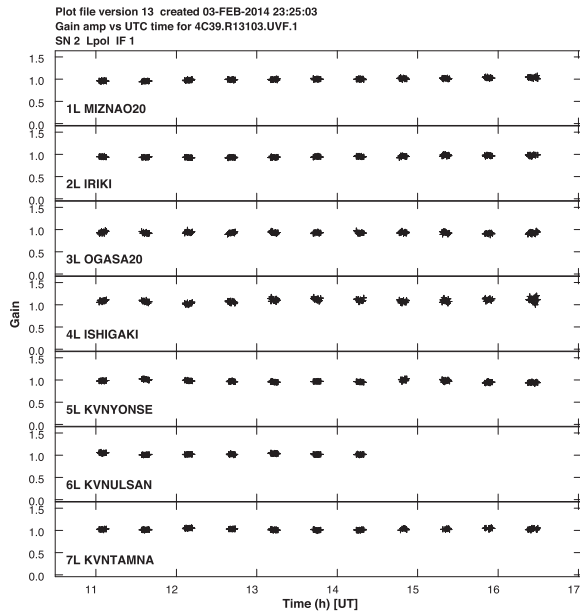 Plot file version 13 created 03-FEB-2014 23:25:03
Gain amp vs UTC time for 4C39.R13103.UVF.1
SN 2 Lpol IF 1
1.5
1.0
0.5
0.0
1L MIZNAO20
1.5
1.0
0.5
0.0
2L IRIKI
1.5
1.0
0.5
0.0
3L OGASA20
1.5
1.0
0.5
0.0
4L ISHIGAKI
1.5
1.0
0.5
0.0
5L KVNYONSE
1.5
1.0
0.5
0.0
6L KVNULSAN
1.5
1.0
0.5
0.0
7L KVNTAMNA
Gain
11 12 13 14 15 16 17
Time (h) [UT]